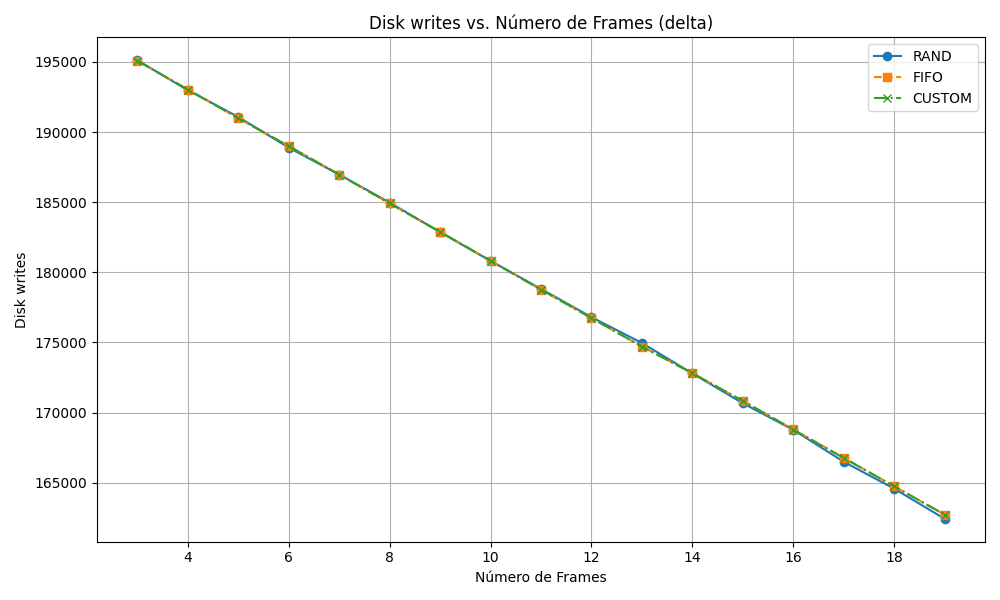 Disk writes vs. Número de Frames (delta)
RAND
FIFO
CUSTOM
195000
190000
185000
180000
175000
170000
165000
Disk writes
4
6
8
10
12
14
16
18
Número de Frames